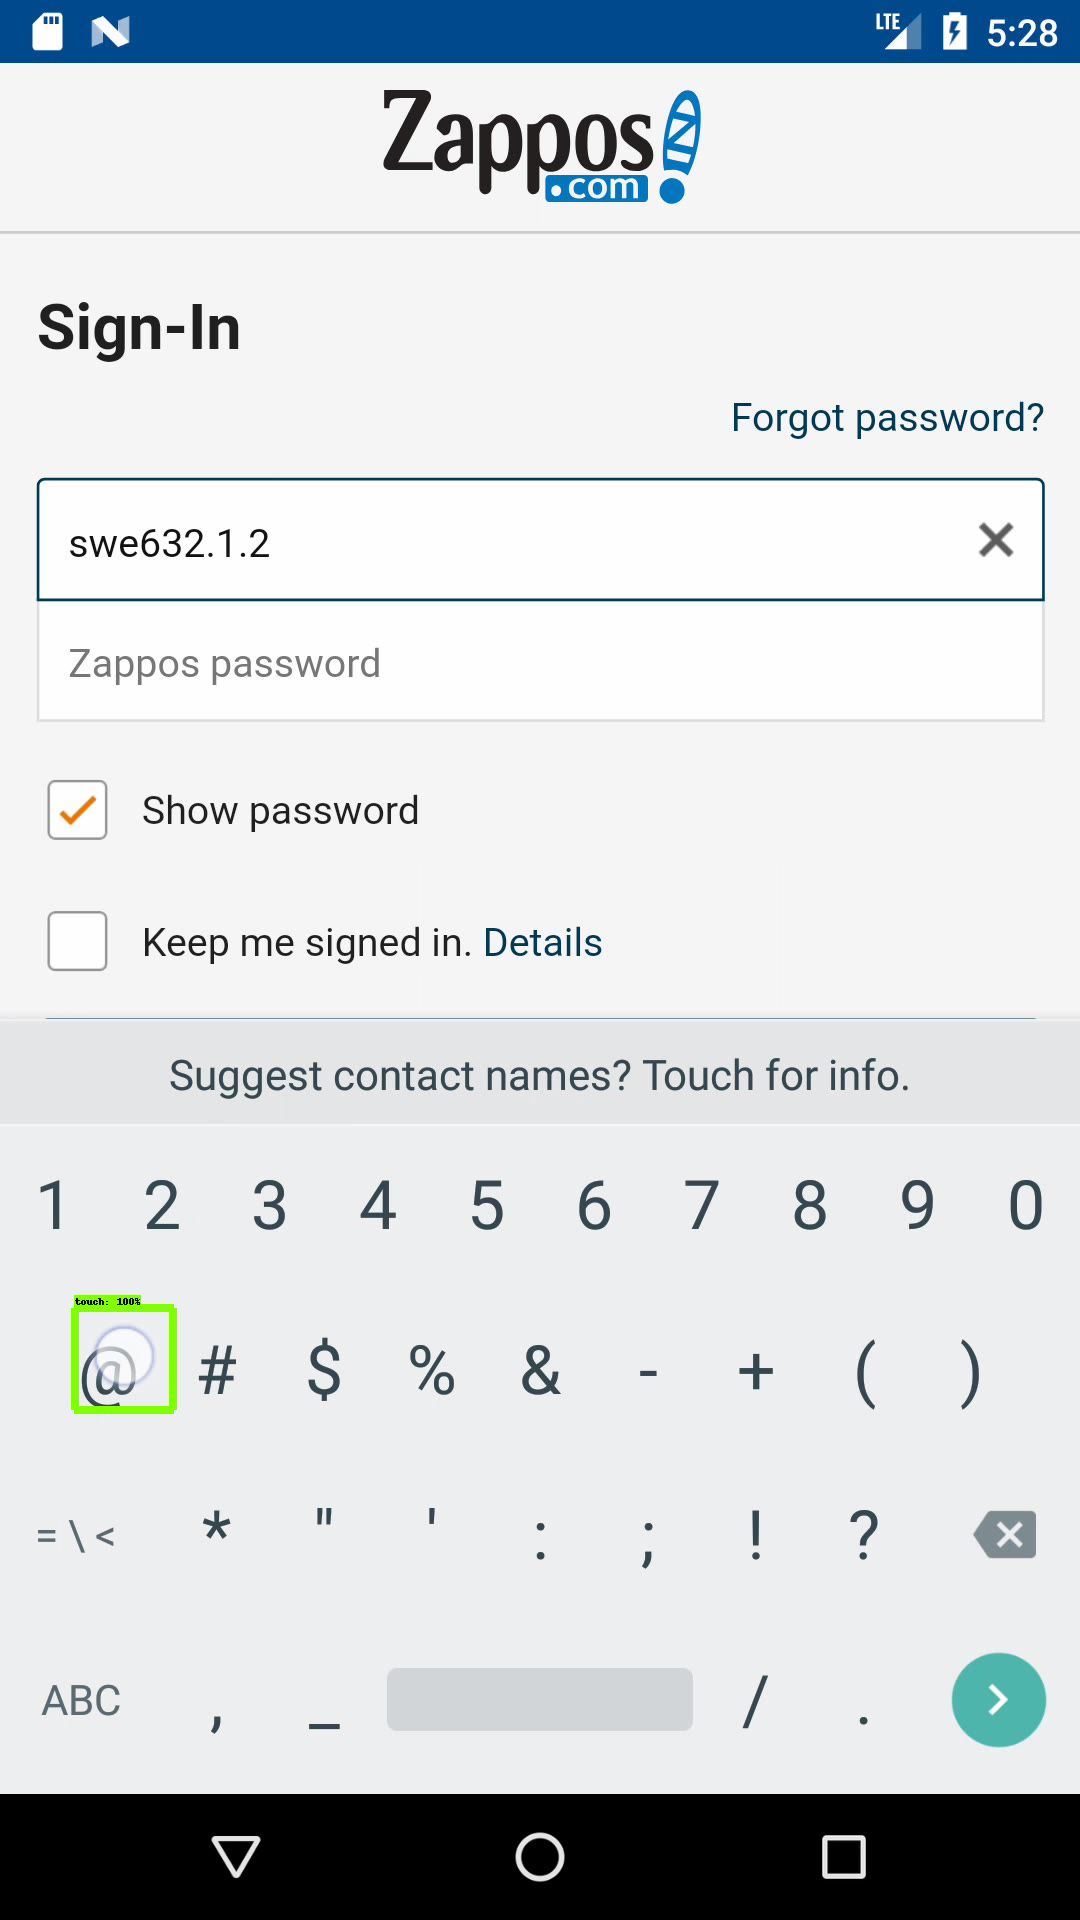 LTE 5:28
Zappos
.com
Sign-In
Forgot password?
swe632.1.2
Zappos password
Show password
Keep me signed in. Details
Suggest contact names? Touch for info.
1 2 3 4 5 6 7 8 9 0
touch: 100%
@ # $ % & - + ( )
= \ < * " ' : ; ! ?
ABC , _ / .